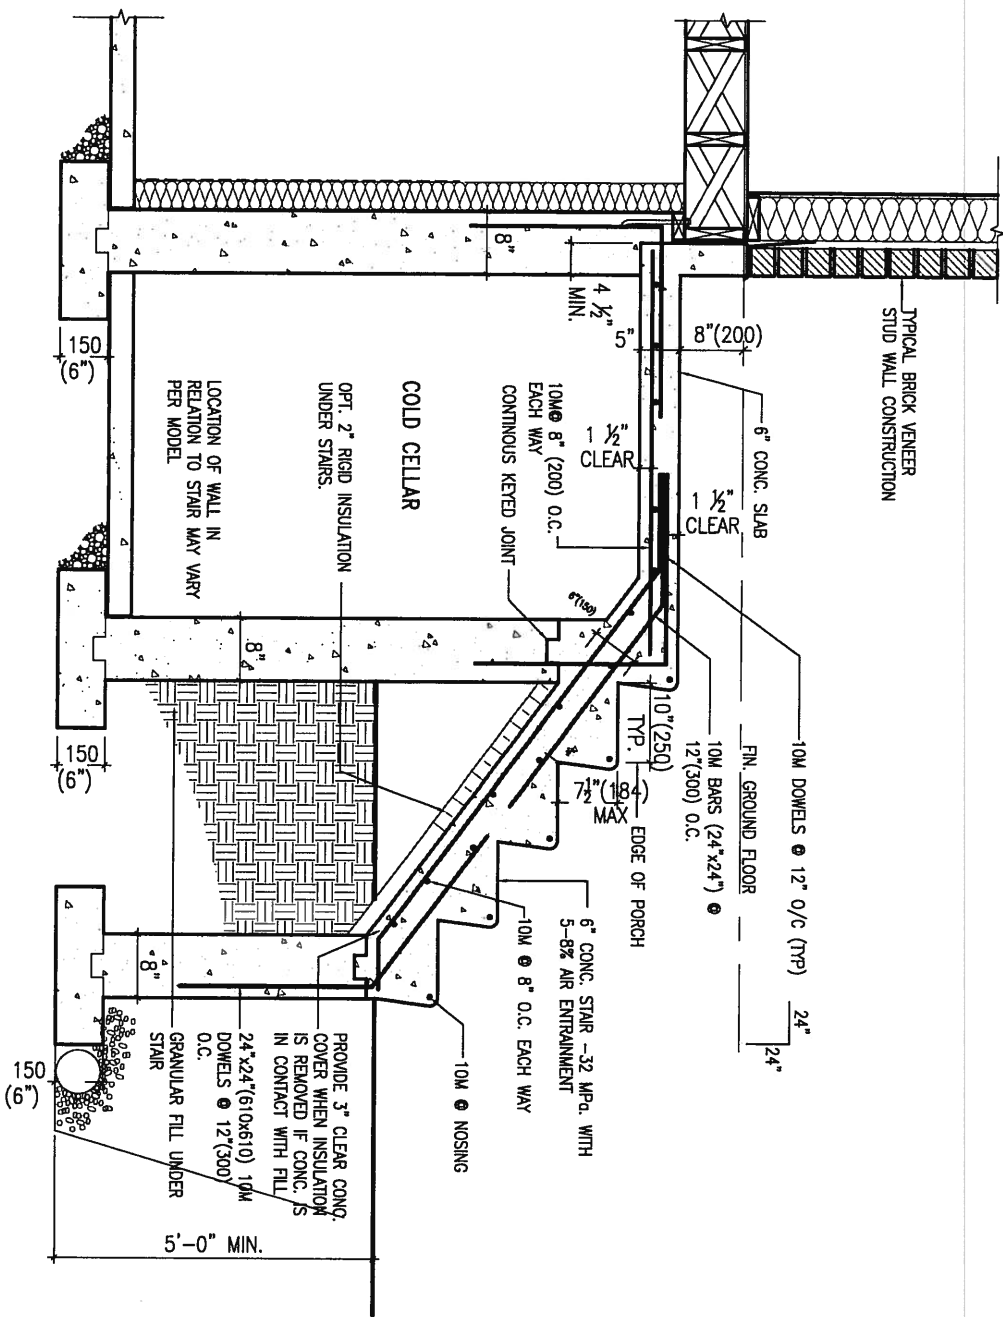 TYPICAL BRICK VENEER
STUD WALL CONSTRUCTION
6" CONC. SLAB
10M DOWELS @ 12" O/C (TYP)
24"
24"
FIN. GROUND FLOOR
10M BARS (24"x24") @
12"(300) O.C.
8"(200)
5"
4 ½"
MIN.
8"
1 ½"
CLEAR
1 ½"
CLEAR
10M@ 8" (200) O.C.
EACH WAY
CONTINOUS KEYED JOINT
COLD CELLAR
OPT. 2" RIGID INSULATION
UNDER STAIRS.
LOCATION OF WALL IN
RELATION TO STAIR MAY VARY
PER MODEL
6"(150)
10"(250)
TYP.
7½"(184)
MAX
EDGE OF PORCH
6" CONC. STAIR -32 MPa. WITH
5-8% AIR ENTRAINMENT
10M @ 8" O.C. EACH WAY
10M @ NOSING
PROVIDE 3" CLEAR CONC.
COVER WHEN INSULATION
IS REMOVED IF CONC. IS
IN CONTACT WITH FILL
24"x24"(610x610) 10M
DOWELS @ 12"(300)
O.C.
GRANULAR FILL UNDER
STAIR
8"
8"
150
(6")
150
(6")
150
(6")
5'-0" MIN.